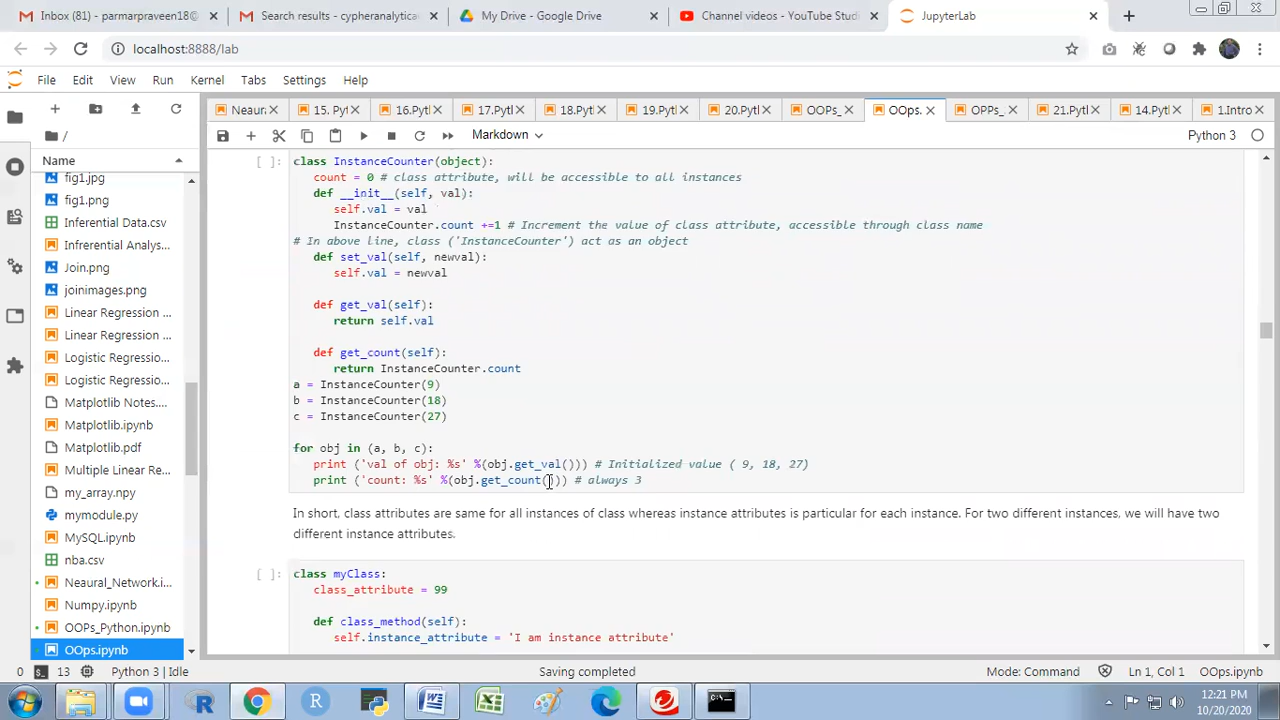 Inbox (61) - parmarpraveen18@
Search results - cypheranalytica
My Drive - Google Drive
Channel videos - YouTube Studi
JupyterLab
localhost:8888/lab
File Edit View Run Kernel Tabs Settings Help
Neaur
15. Pyt
16.Pytl
17.Pytl
18.Pytl
19.Pytl
20.Pytl
OOPs_
OOps.
OPPs_
21.Pytl
14.Pytl
1.Intro
Markdown
Python 3
/
Name
fig1.jpg
fig1.png
Inferential Data.csv
Infrerential Analys...
Join.png
joinimages.png
Linear Regression ...
Linear Regression ...
Logistic Regressio...
Logistic Regressio...
Matplotlib Notes....
Matplotlib.ipynb
Matplotlib.pdf
Multiple Linear Re...
my_array.npy
mymodule.py
MySQL.ipynb
nba.csv
Neaural_Network.i...
Numpy.ipynb
OOPs_Python.ipynb
OOps.ipynb
[ ]:
class InstanceCounter(object):
count = 0 # class attribute, will be accessible to all instances
def __init__(self, val):
self.val = val
InstanceCounter.count +=1 # Increment the value of class attribute, accessible through class name
# In above line, class ('InstanceCounter') act as an object
def set_val(self, newval):
self.val = newval
def get_val(self):
return self.val
def get_count(self):
return InstanceCounter.count
a = InstanceCounter(9)
b = InstanceCounter(18)
c = InstanceCounter(27)
for obj in (a, b, c):
print ('val of obj: %s' %(obj.get_val())) # Initialized value ( 9, 18, 27)
print ('count: %s' %(obj.get_count())) # always 3
In short, class attributes are same for all instances of class whereas instance attributes is particular for each instance. For two different instances, we will have two
different instance attributes.
[ ]:
class myClass:
class_attribute = 99
def class_method(self):
self.instance_attribute = 'I am instance attribute'
0
13
Python 3 | Idle
Saving completed
Mode: Command
Ln 1, Col 1
OOps.ipynb
12:21 PM
10/20/2020